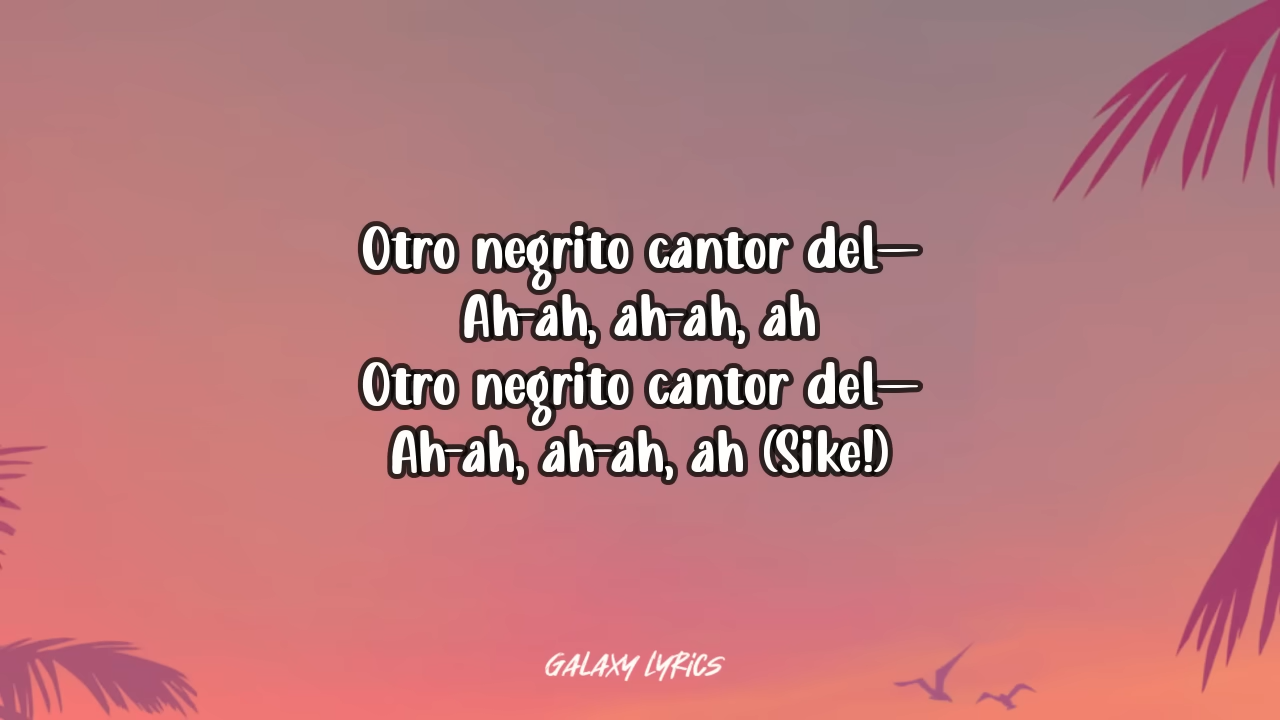 Otro negrito cantor del—
Ah-ah, ah-ah, ah
Otro negrito cantor del—
Ah-ah, ah-ah, ah (Sike!)
GALAXY LYRICS